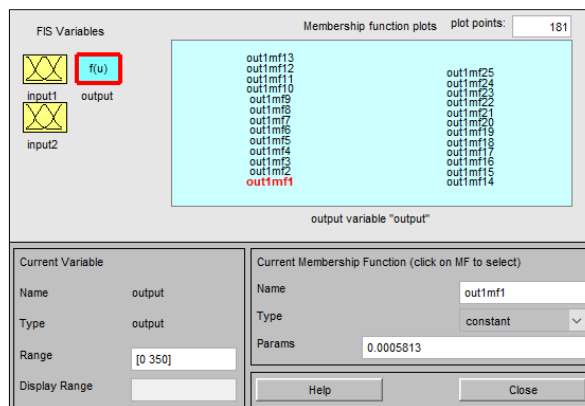 FIS Variables
Membership function plots
plot points:
181
f(u)
input1
output
input2
out1mf13
out1mf12
out1mf11
out1mf10
out1mf9
out1mf8
out1mf7
out1mf6
out1mf5
out1mf4
out1mf3
out1mf2
out1mf1
out1mf25
out1mf24
out1mf23
out1mf22
out1mf21
out1mf20
out1mf19
out1mf18
out1mf17
out1mf16
out1mf15
out1mf14
output variable "output"
Current Variable
Name
output
Type
output
Range
[0 350]
Display Range
Current Membership Function (click on MF to select)
Name
out1mf1
Type
constant
Params
0.0005813
Help
Close